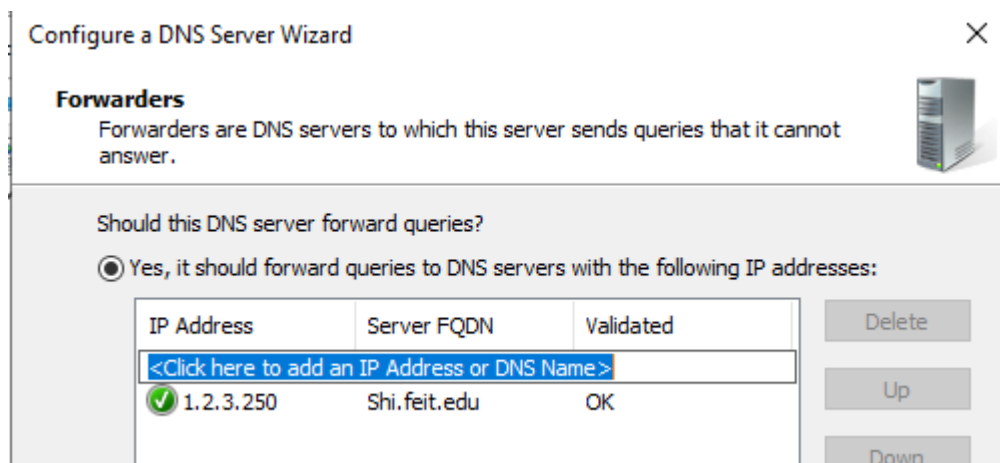 Configure a DNS Server Wizard
Forwarders
Forwarders are DNS servers to which this server sends queries that it cannot
answer.
Should this DNS server forward queries?
Yes, it should forward queries to DNS servers with the following IP addresses:
IP Address Server FQDN Validated
Delete
<Click here to add an IP Address or DNS Name>
1.2.3.250 Shi.feit.edu OK
Up
Down